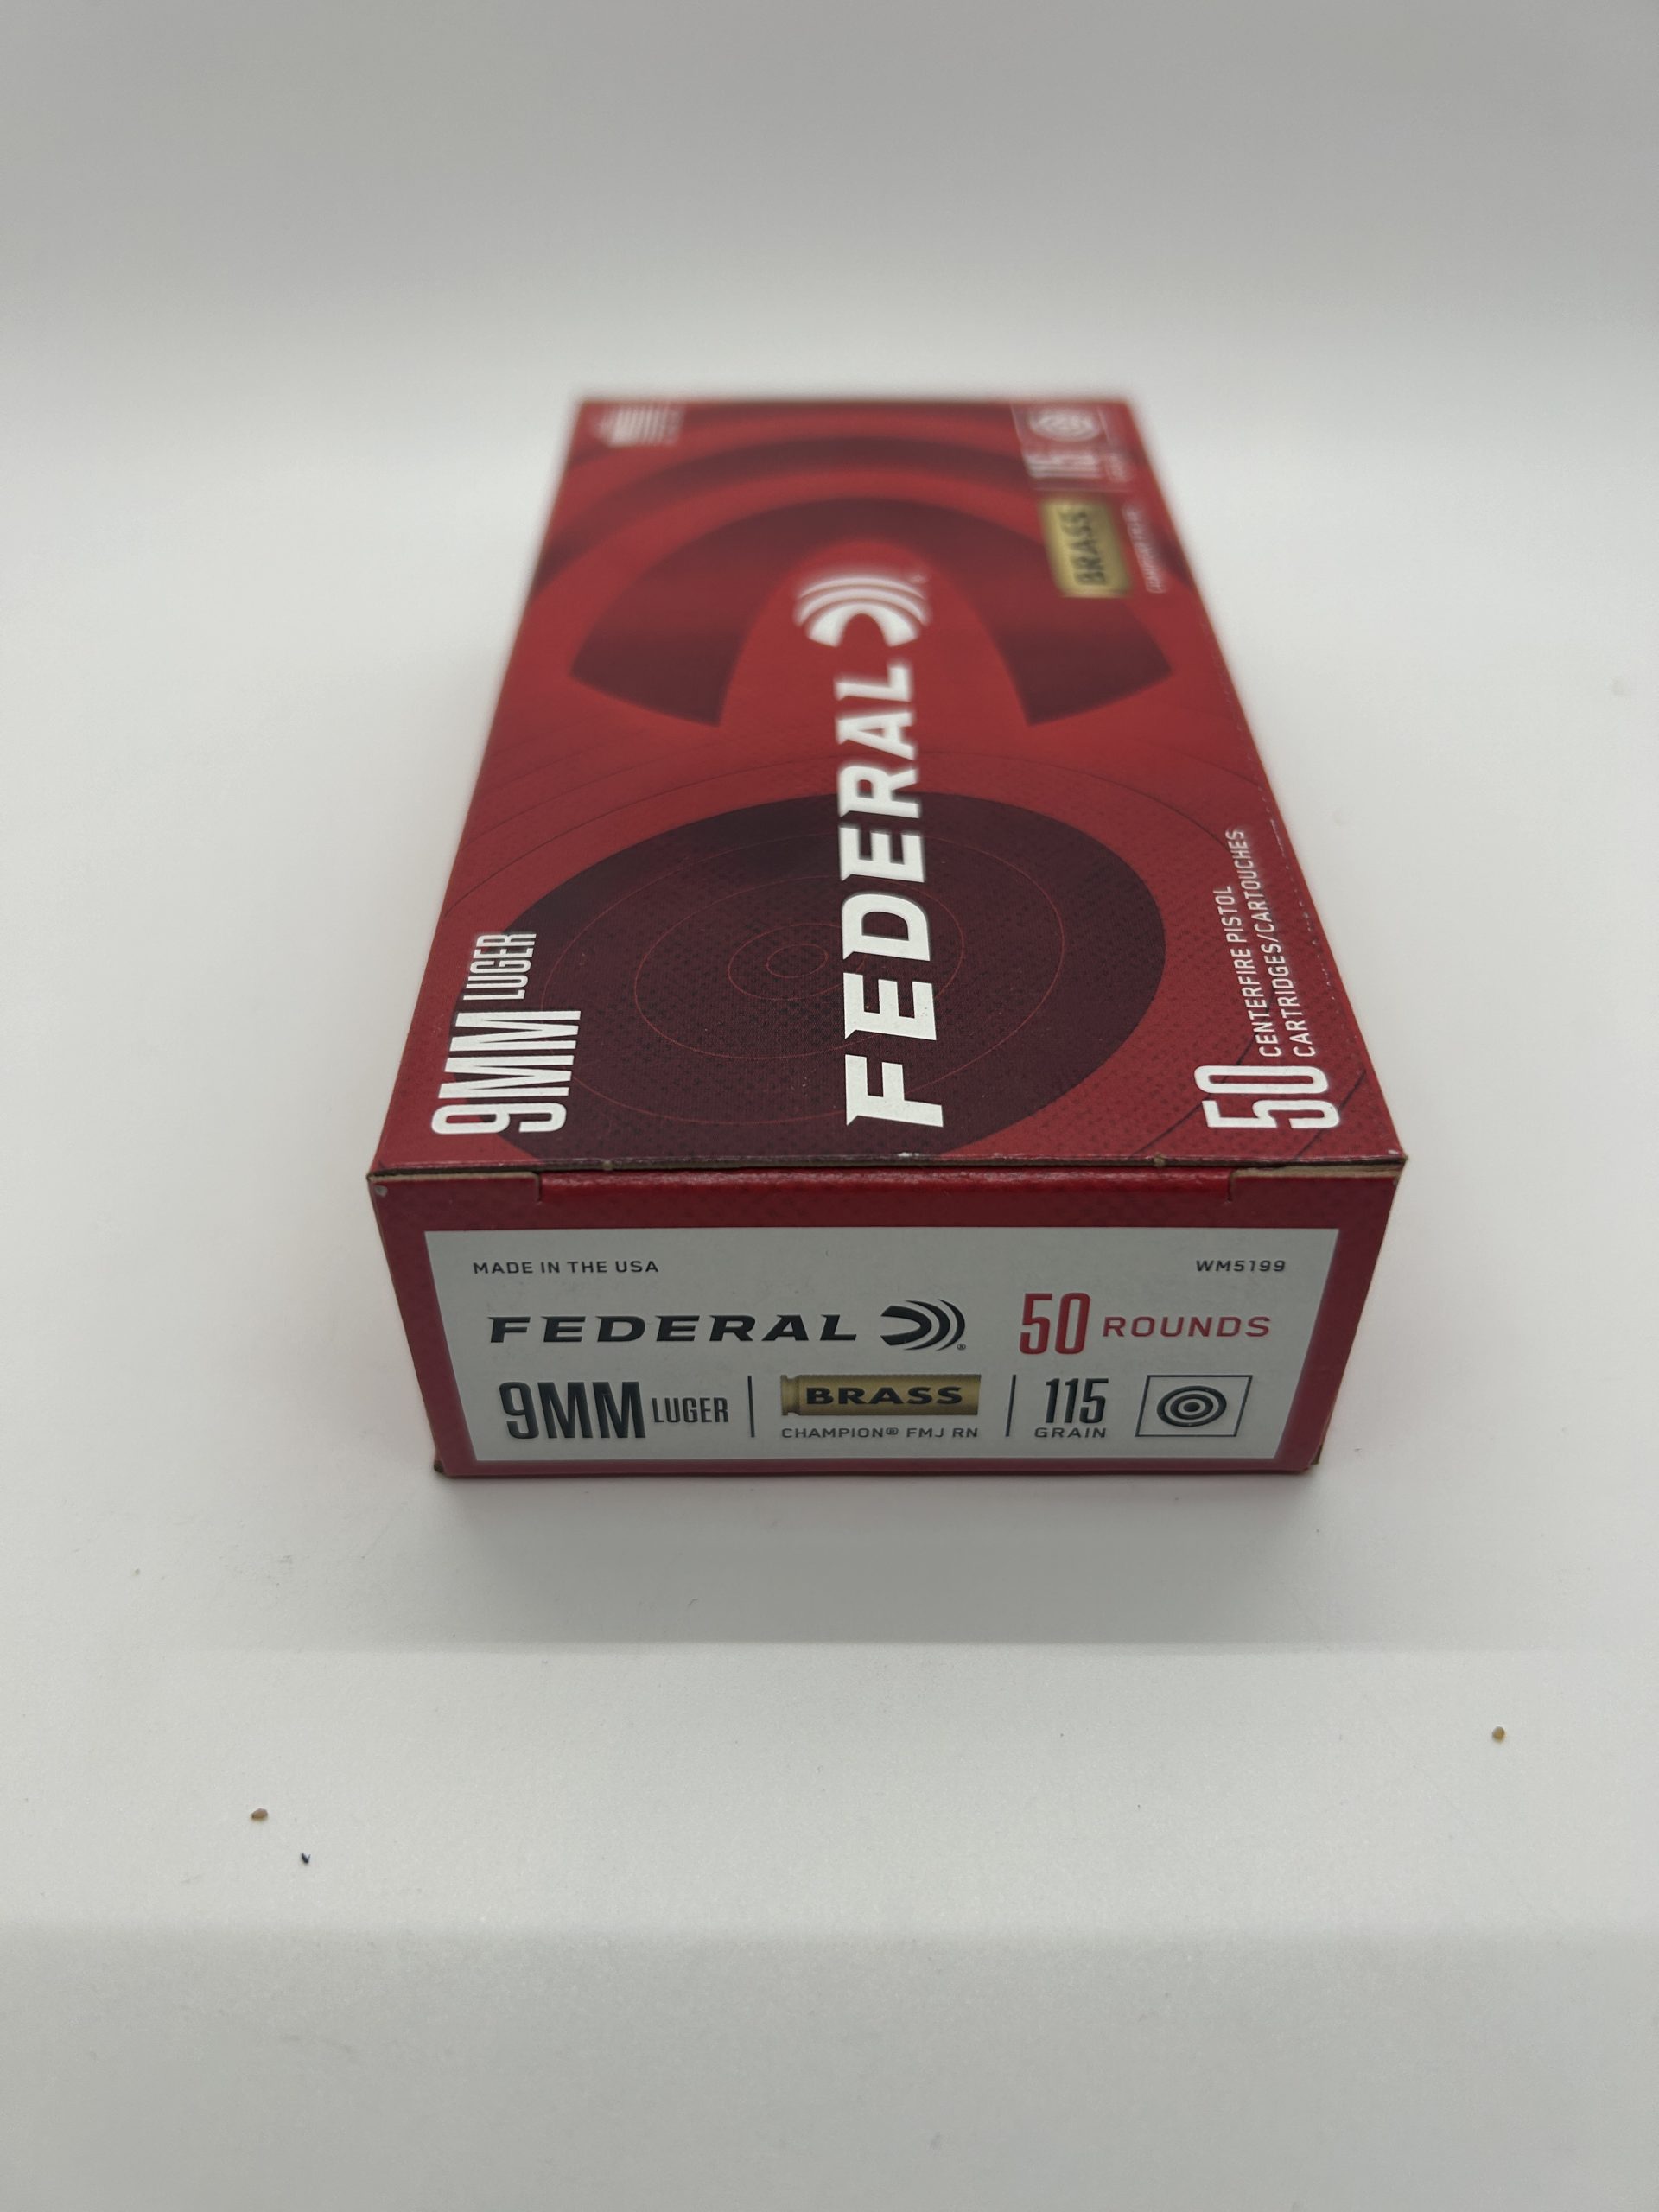 9MM LUGER
FEDERAL
BRASS
115
50 CENTERFIRE PISTOL
CARTRIDGES/CARTOUCHES
MADE IN THE USA
WM5199
FEDERAL ®
50 ROUNDS
9MM LUGER
BRASS
CHAMPION® FMJ RN
115
GRAIN